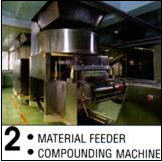 2 • MATERIAL FEEDER
• COMPOUNDING MACHINE